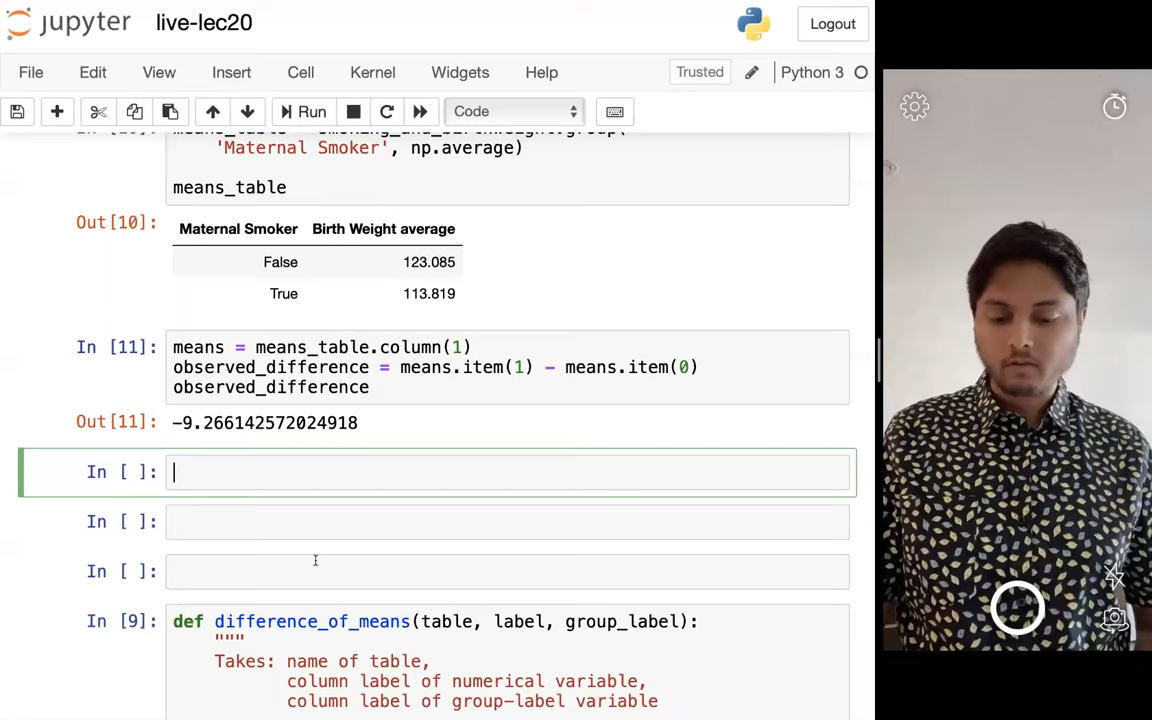 jupyter live-lec20 Logout
File Edit View Insert Cell Kernel Widgets Help Trusted Python 3
Run Code
'Maternal Smoker', np.average)
means_table
Out[10]:
Maternal Smoker Birth Weight average
False 123.085
True 113.819
In [11]: means = means_table.column(1)
observed_difference = means.item(1) - means.item(0)
observed_difference
Out[11]: -9.266142572024918
In [ ]:
In [ ]:
In [ ]:
In [9]: def difference_of_means(table, label, group_label):
"""
Takes: name of table,
column label of numerical variable,
column label of group-label variable